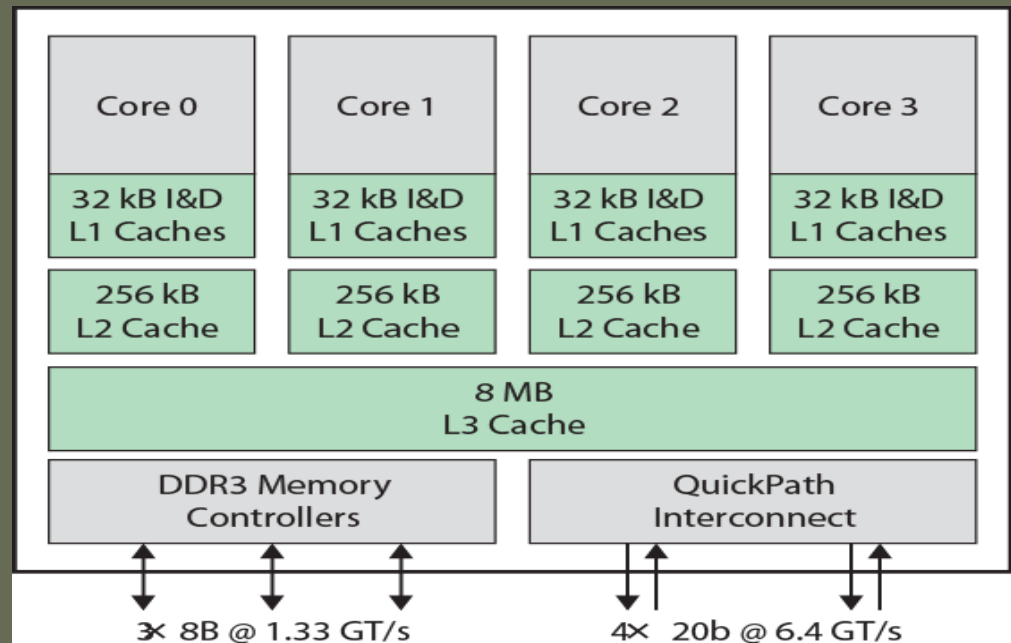 Core 0
Core 1
Core 2
Core 3
32 kB I&D
L1 Caches
32 kB I&D
L1 Caches
32 kB I&D
L1 Caches
32 kB I&D
L1 Caches
256 kB
L2 Cache
256 kB
L2 Cache
256 kB
L2 Cache
256 kB
L2 Cache
8 MB
L3 Cache
DDR3 Memory
Controllers
QuickPath
Interconnect
3× 8B @ 1.33 GT/s
4× 20b @ 6.4 GT/s